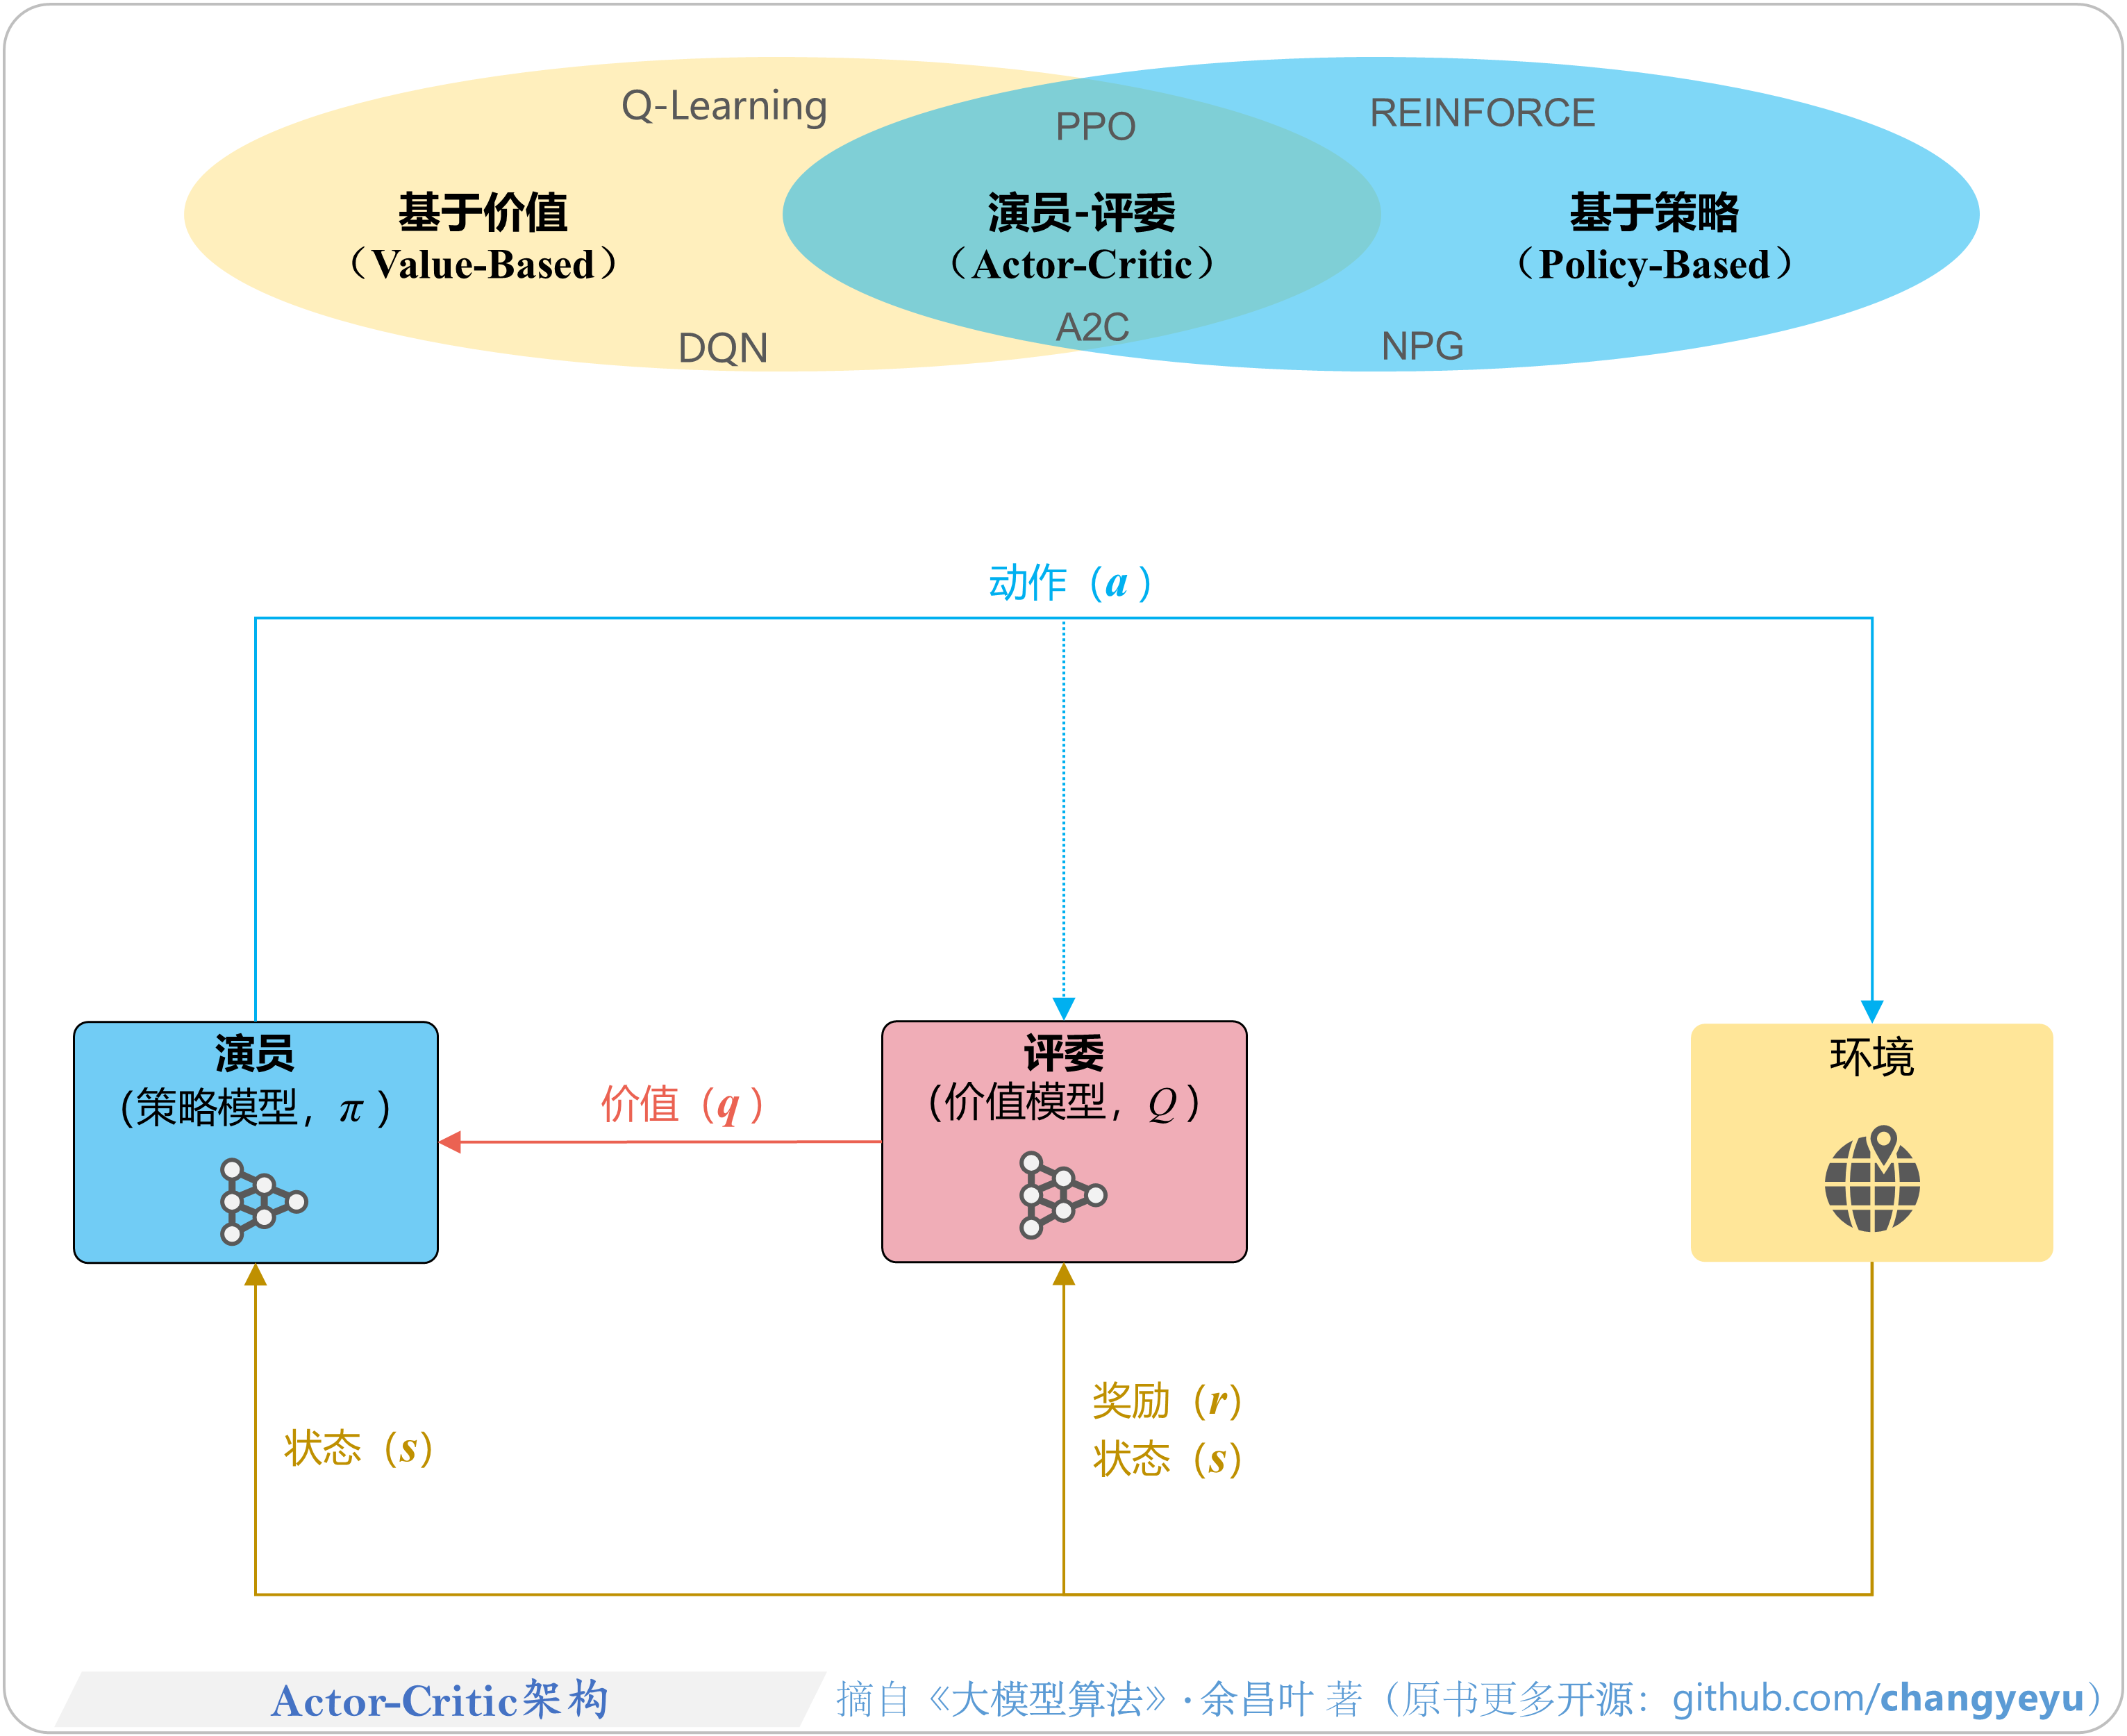 Q-Learning
PPO
REINFORCE
基于价值
(Value-Based)
演员-评委
(Actor-Critic)
基于策略
(Policy-Based)
DQN
A2C
NPG
动作（a）
演员
(策略模型，π)
价值（q）
评委
(价值模型，Q)
环境
状态（s）
奖励（r）
状态（s）
Actor-Critic架构
摘自《大模型算法》·余昌叶 著（原书更多开源：github.com/changyeyu）